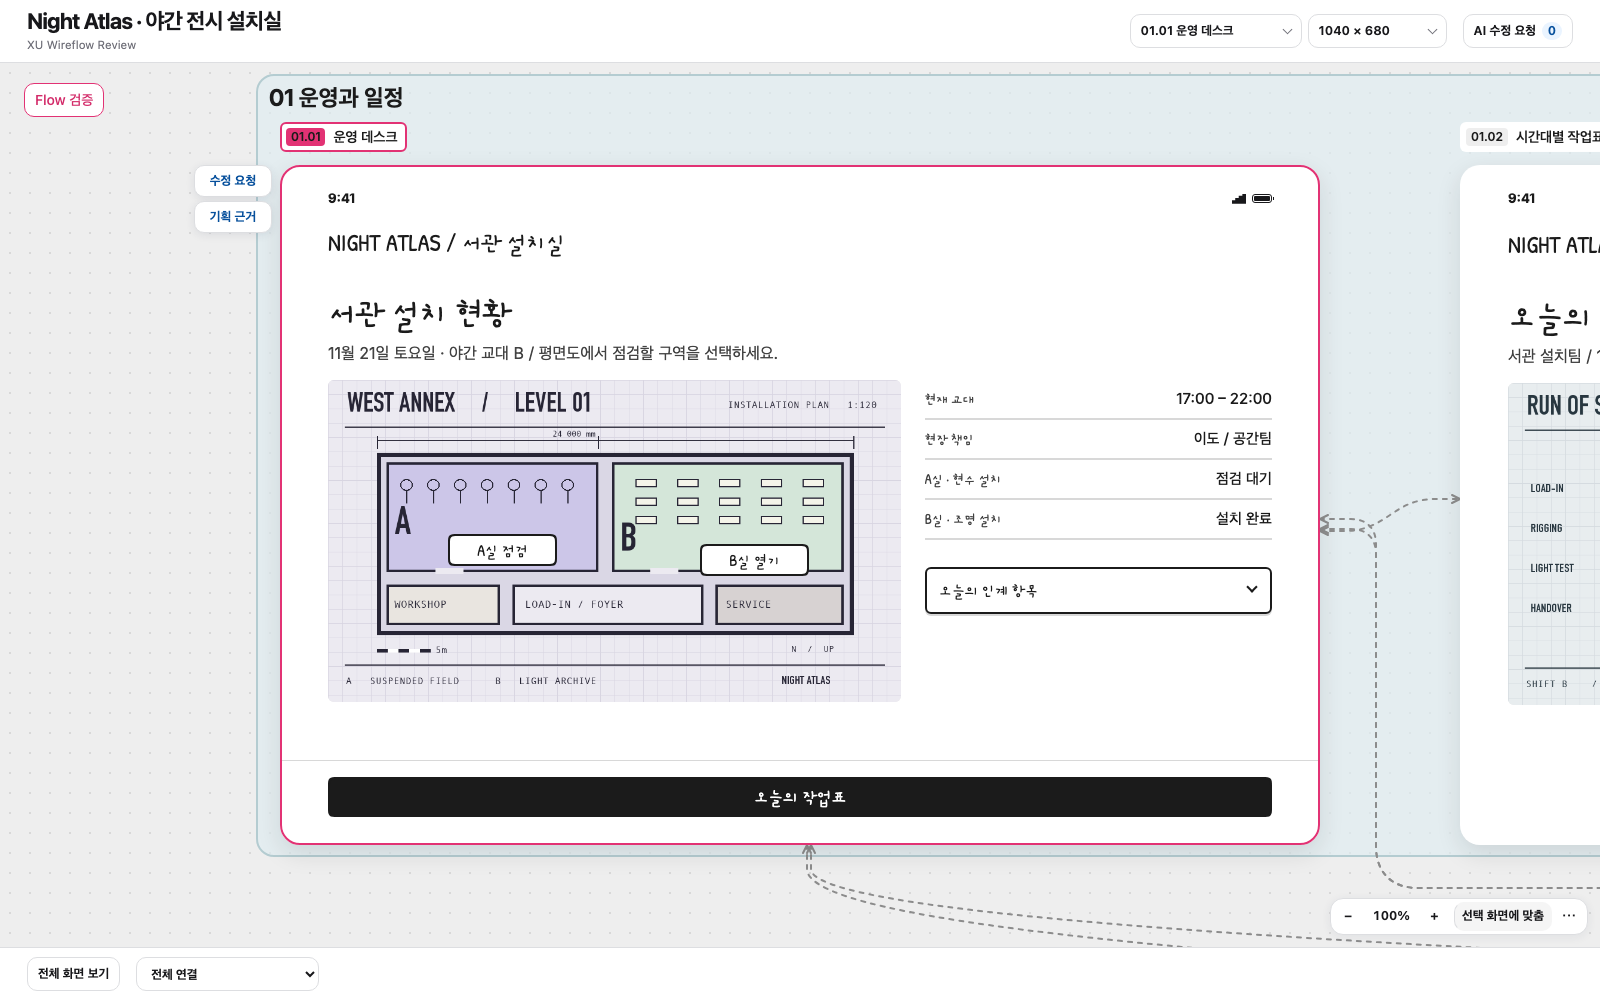 Night Atlas · 야간 전시 설치실
XU Wireflow Review
01.01 운영 데스크
1040 × 680
AI 수정 요청 0
Flow 검증
01 운영과 일정
01.01 운영 데스크
01.02 시간대별 작업표
수정 요청
기획 근거
9:41
NIGHT ATLAS / 서관 설치실
서관 설치 현황
11월 21일 토요일 · 야간 교대 B / 평면도에서 점검할 구역을 선택하세요.
WEST ANNEX / LEVEL 01
INSTALLATION PLAN 1:120
24 000 mm
A
B
A실 점검
B실 열기
WORKSHOP
LOAD-IN / FOYER
SERVICE
5m
N / UP
A SUSPENDED FIELD B LIGHT ARCHIVE
NIGHT ATLAS
현재 교대 17:00 – 22:00
현장 책임 이도 / 공간팀
A실 · 현수 설치 점검 대기
B실 · 조명 설치 설치 완료
오늘의 인계 항목
오늘의 작업표
9:41
NIGHT ATL
오늘의
서관 설치팀 /
RUN OF S
LOAD-IN
RIGGING
LIGHT TEST
HANDOVER
SHIFT B /
− 100% + 선택 화면에 맞춤 ···
전체 화면 보기
전체 연결